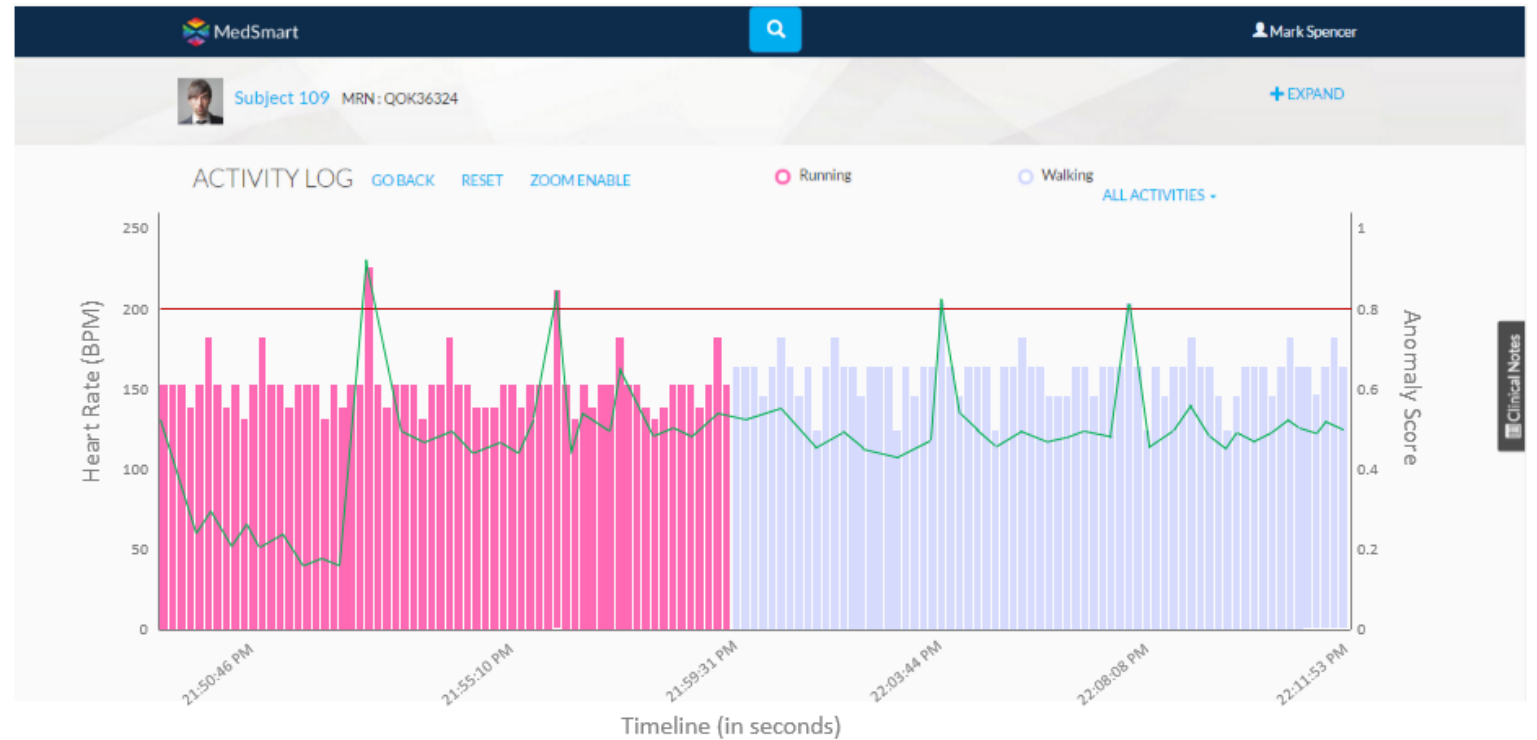 MedSmart
Mark Spencer
Subject 109 MRN : QOK36324
EXPAND
ACTIVITY LOG GO BACK RESET ZOOM ENABLE
Running
Walking
ALL ACTIVITIES
Heart Rate (BPM)
250
200
150
100
50
0
1
0.8
0.6
0.4
0.2
0
Anomaly Score
Clinical Notes
21:50:46 PM
21:55:10 PM
21:59:31 PM
22:03:44 PM
22:08:08 PM
22:11:53 PM
Timeline (in seconds)